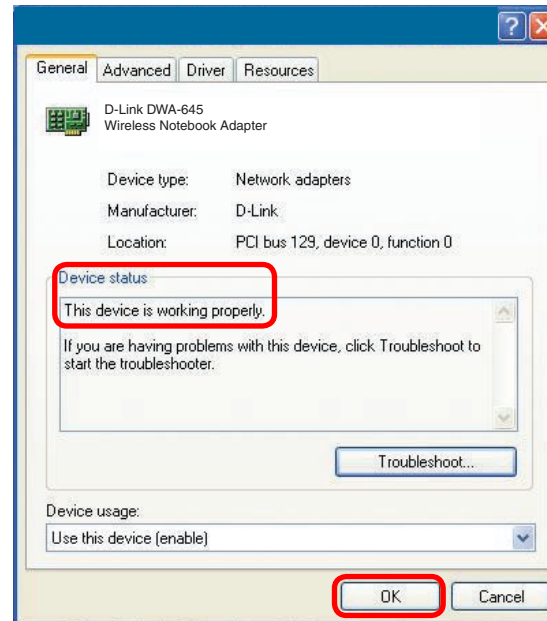 ?
General Advanced Driver Resources
D-Link DWA-645
Wireless Notebook Adapter
Device type: Network adapters
Manufacturer: D-Link
Location: PCI bus 129, device 0, function 0
Device status
This device is working properly.
If you are having problems with this device, click Troubleshoot to
start the troubleshooter.
Troubleshoot...
Device usage:
Use this device (enable)
OK Cancel